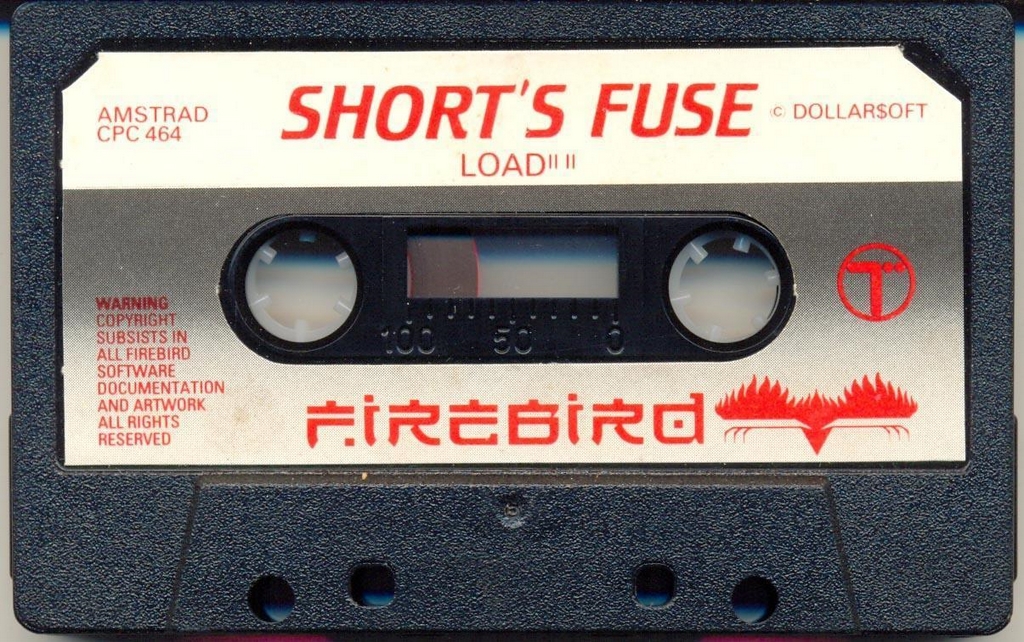 AMSTRAD
CPC 464
SHORT'S FUSE
© DOLLAR$OFT
LOAD" "
WARNING
COPYRIGHT
SUBSISTS IN
ALL FIREBIRD
SOFTWARE
DOCUMENTATION
AND ARTWORK
ALL RIGHTS
RESERVED
100 50 0
T
FIREBIRD
B